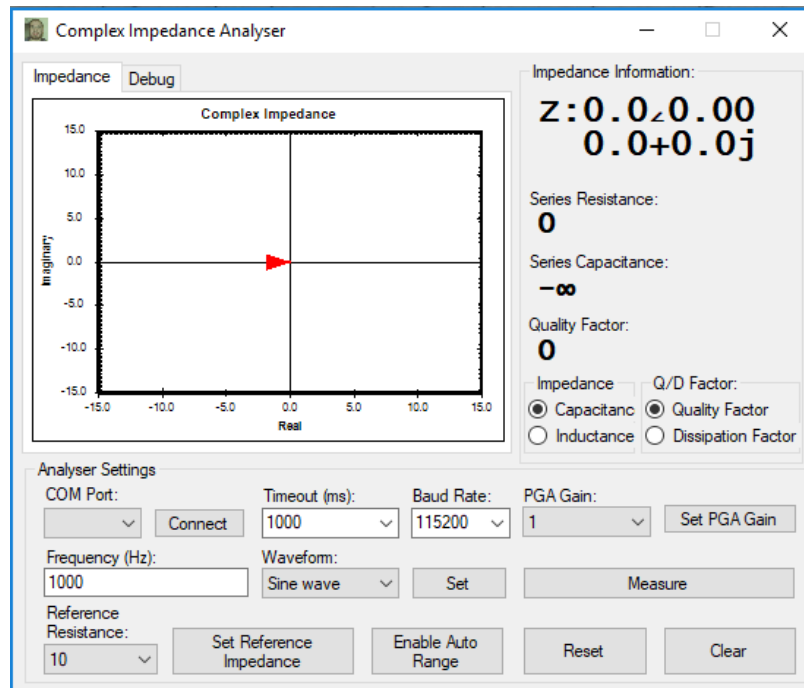 Complex Impedance Analyser
Impedance Debug
Complex Impedance
15.0
10.0
5.0
0.0
-5.0
-10.0
-15.0
Imaginary
-15.0 -10.0 -5.0 0.0 5.0 10.0 15.0
Real
Impedance Information:
z:0.0∠0.00
0.0+0.0j
Series Resistance:
0
Series Capacitance:
-∞
Quality Factor:
0
Impedance
Capacitanc
Inductance
Q/D Factor:
Quality Factor
Dissipation Factor
Analyser Settings
COM Port: Timeout (ms): Baud Rate: PGA Gain:
Connect 1000 115200 1 Set PGA Gain
Frequency (Hz): Waveform:
1000 Sine wave Set Measure
Reference
Resistance:
10
Set Reference
Impedance
Enable Auto
Range
Reset Clear